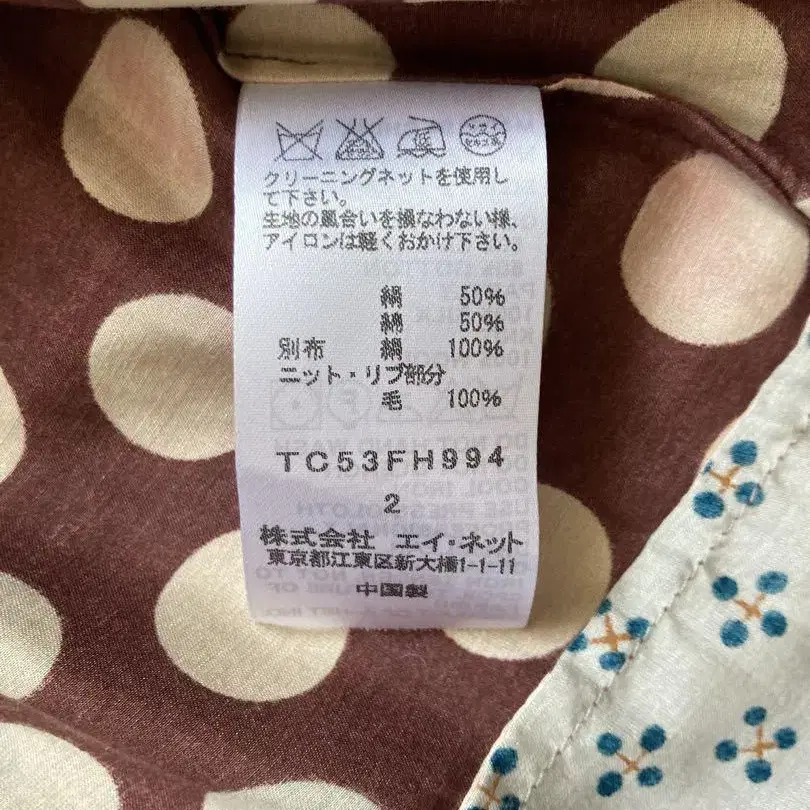 クリーニングネットを使用し
て下さい。
生地の風合いを損なわない様、
アイロンは軽くおかけ下さい。
絹 50%
綿 50%
別布 絹 100%
ニット・リブ部分
毛 100%
TC53FH994
2
株式会社 エイ・ネット
東京都江東区新大橋1-1-11
中国製